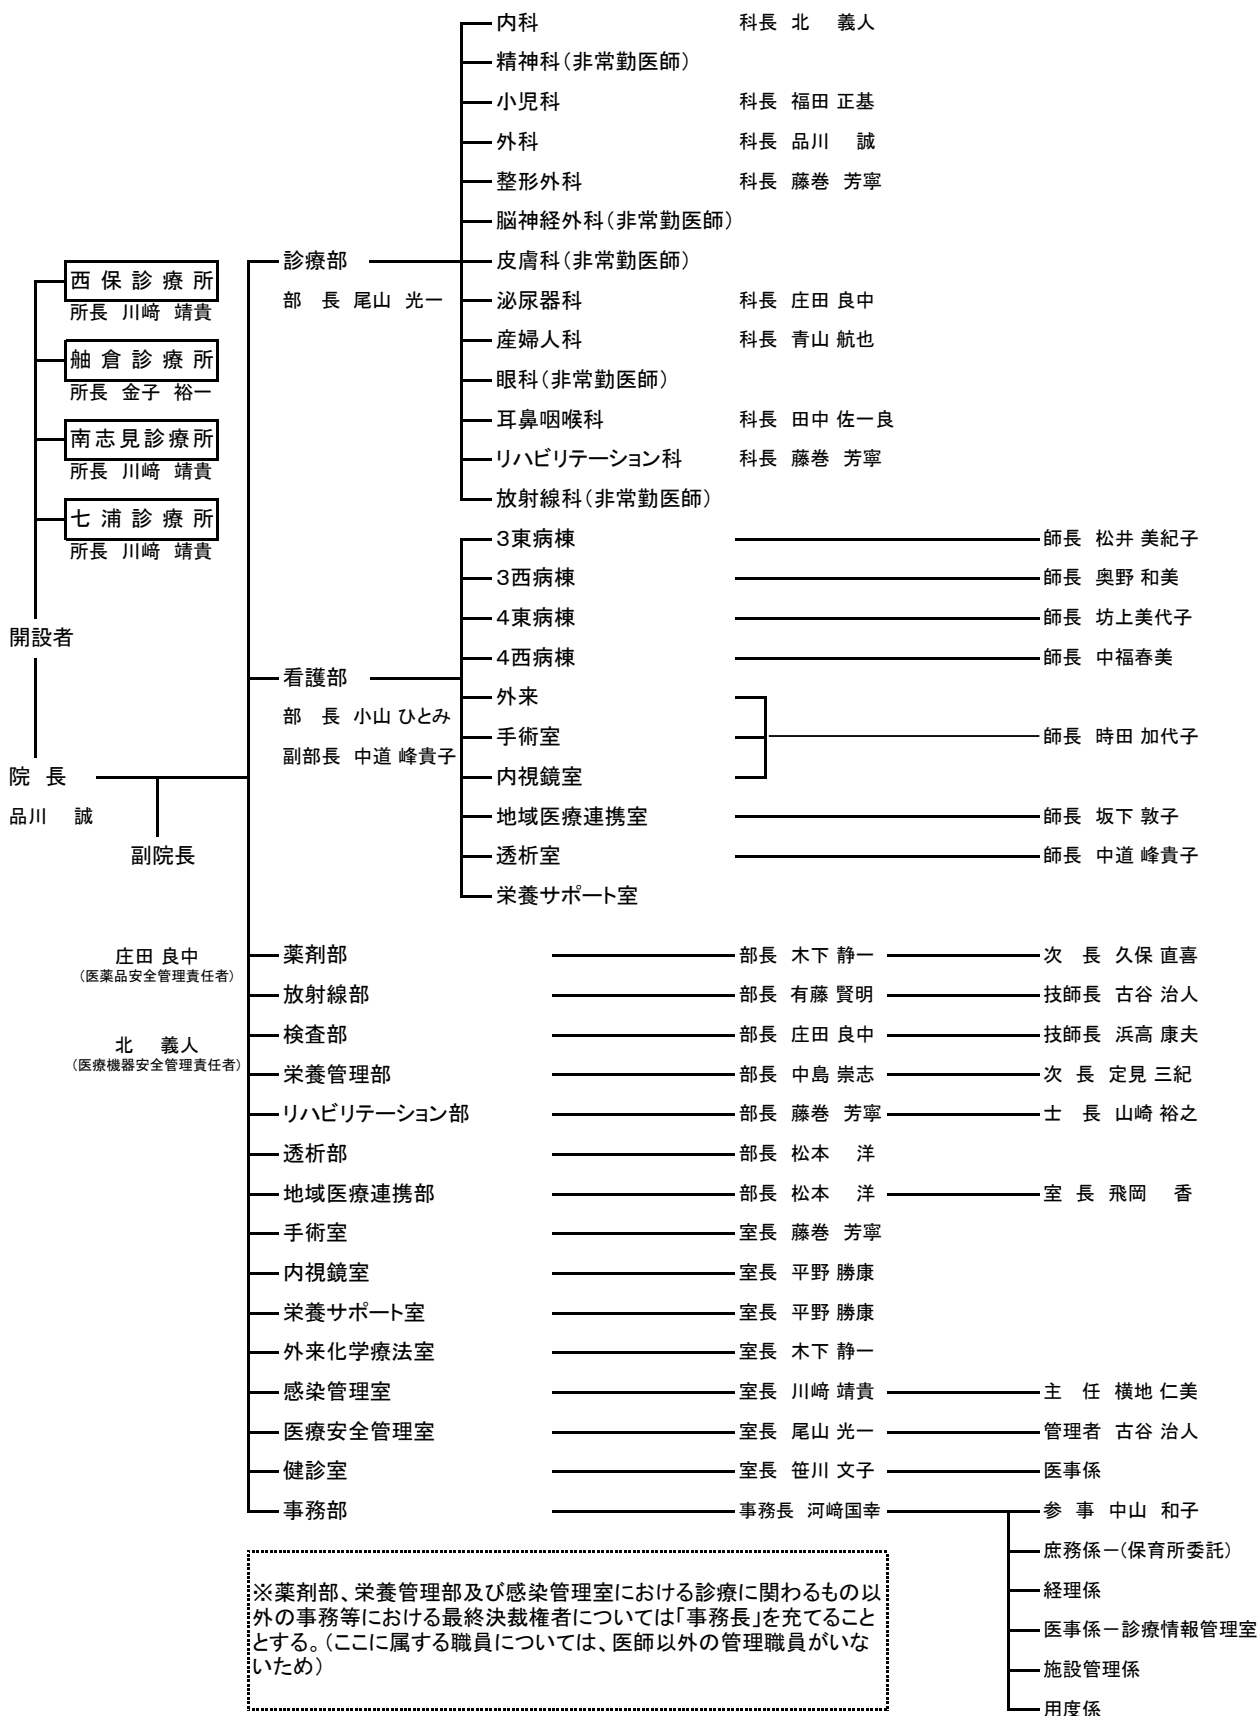 内科 科長 北 義人
精神科(非常勤医師)
小児科 科長 福田 正基
外科 科長 品川 誠
整形外科 科長 藤巻 芳寧
脳神経外科(非常勤医師)
診療部 皮膚科(非常勤医師)
西保診療所
部 長 尾山 光一 泌尿器科 科長 庄田 良中
所長 川﨑 靖貴
産婦人科 科長 青山 航也
舳倉診療所
眼科(非常勤医師)
所長 金子 裕一
耳鼻咽喉科 科長 田中 佐一良
南志見診療所
リハビリテーション科 科長 藤巻 芳寧
所長 川﨑 靖貴
放射線科(非常勤医師)
七浦診療所
3東病棟 師長 松井 美紀子
所長 川﨑 靖貴
3西病棟 師長 奥野 和美
4東病棟 師長 坊上美代子
開設者
4西病棟 師長 中福春美
看護部
外来
部 長 小山 ひとみ
手術室 師長 時田 加代子
副部長 中道 峰貴子
内視鏡室
院 長
品川 誠
地域医療連携室 師長 坂下 敦子
副院長
透析室 師長 中道 峰貴子
栄養サポート室
庄田 良中
(医薬品安全管理責任者)
薬剤部 部長 木下 静一 次 長 久保 直喜
放射線部 部長 有藤 賢明 技師長 古谷 治人
北 義人
(医療機器安全管理責任者)
検査部 部長 庄田 良中 技師長 浜高 康夫
栄養管理部 部長 中島 崇志 次 長 定見 三紀
リハビリテーション部 部長 藤巻 芳寧 士 長 山崎 裕之
透析部 部長 松本 洋
地域医療連携部 部長 松本 洋 室 長 飛岡 香
手術室 室長 藤巻 芳寧
内視鏡室 室長 平野 勝康
栄養サポート室 室長 平野 勝康
外来化学療法室 室長 木下 静一
感染管理室 室長 川﨑 靖貴 主 任 横地 仁美
医療安全管理室 室長 尾山 光一 管理者 古谷 治人
健診室 室長 笹川 文子 医事係
事務部 事務長 河﨑国幸 参 事 中山 和子
庶務係－(保育所委託)
経理係
医事係－診療情報管理室
施設管理係
用度係
※薬剤部、栄養管理部及び感染管理室における診療に関わるもの以
外の事務等における最終決裁権者については「事務長」を充てること
とする。(ここに属する職員については、医師以外の管理職員がいな
いため)